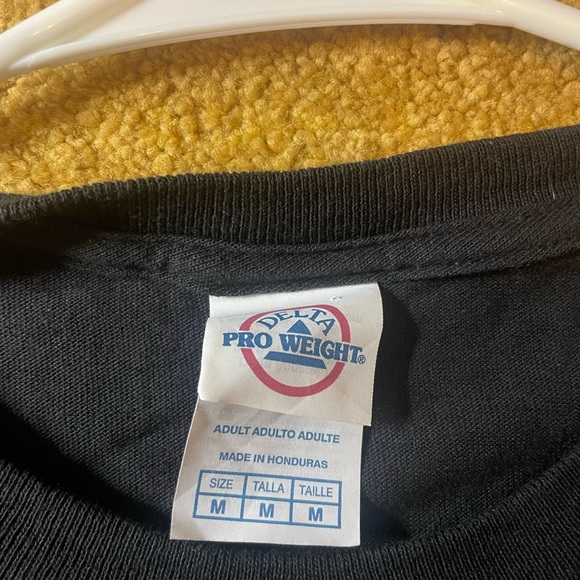 DELTA
PRO WEIGHT®
ADULT ADULTO ADULTE
MADE IN HONDURAS
SIZE TALLA TAILLE
M M M